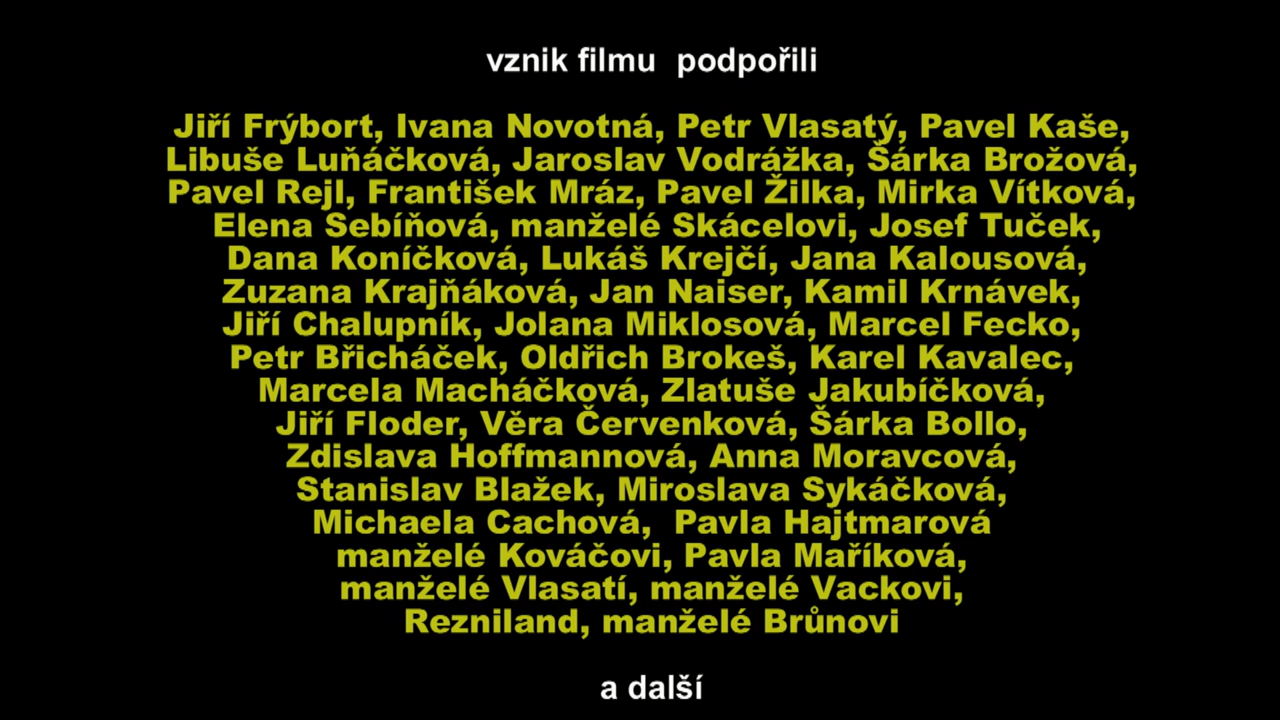 vznik filmu  podpořili
Jiří Frýbort, Ivana Novotná, Petr Vlasatý, Pavel Kaše,
Libuše Luňáčková, Jaroslav Vodrážka, Šárka Brožová,
Pavel Rejl, František Mráz, Pavel Žilka, Mirka Vítková,
Elena Sebíňová, manželé Skácelovi, Josef Tuček,
Dana Koníčková, Lukáš Krejčí, Jana Kalousová,
Zuzana Krajňáková, Jan Naiser, Kamil Krnávek,
Jiří Chalupník, Jolana Miklosová, Marcel Fecko,
Petr Břicháček, Oldřich Brokeš, Karel Kavalec,
Marcela Macháčková, Zlatuše Jakubíčková,
Jiří Floder, Věra Červenková, Šárka Bollo,
Zdislava Hoffmannová, Anna Moravcová,
Stanislav Blažek, Miroslava Sykáčková,
Michaela Cachová,  Pavla Hajtmarová
manželé Kováčovi, Pavla Maříková,
manželé Vlasatí, manželé Vackovi,
Rezniland, manželé Brůnovi
a další